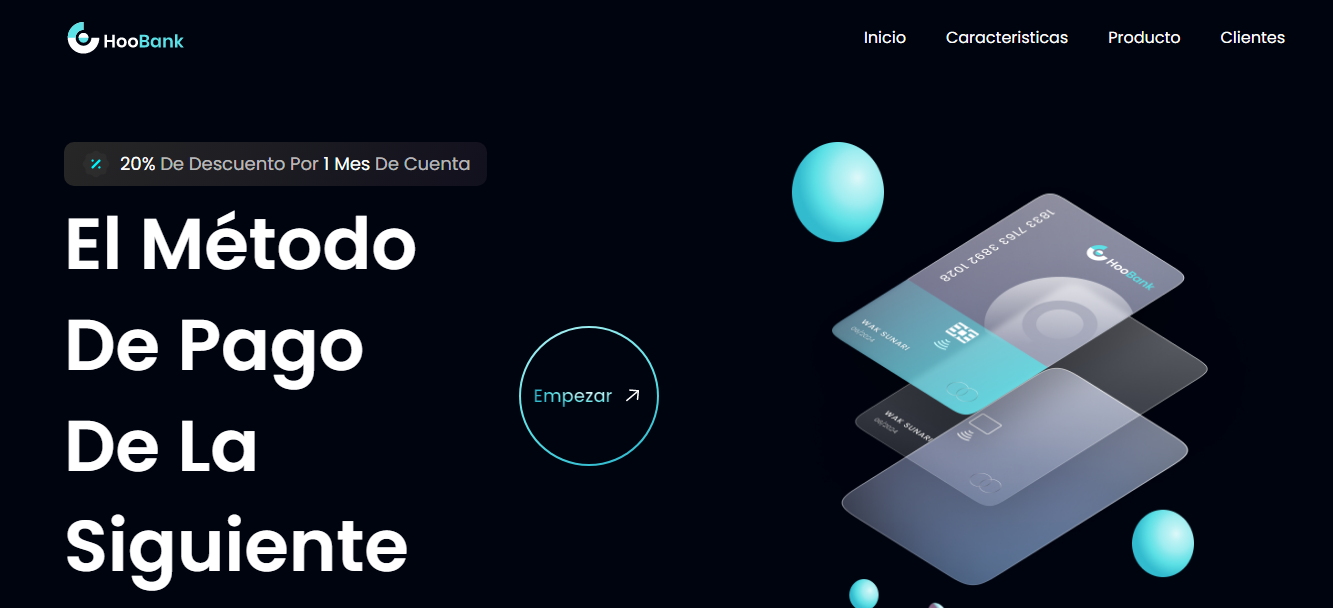 HooBank
Inicio
Caracteristicas
Producto
Clientes
20% De Descuento Por 1 Mes De Cuenta
El Método
De Pago
De La
Siguiente
Empezar
1833 7163 3892 1028
HooBank
WAK SUNARI
06/2024
WAK SUNARI
06/2024